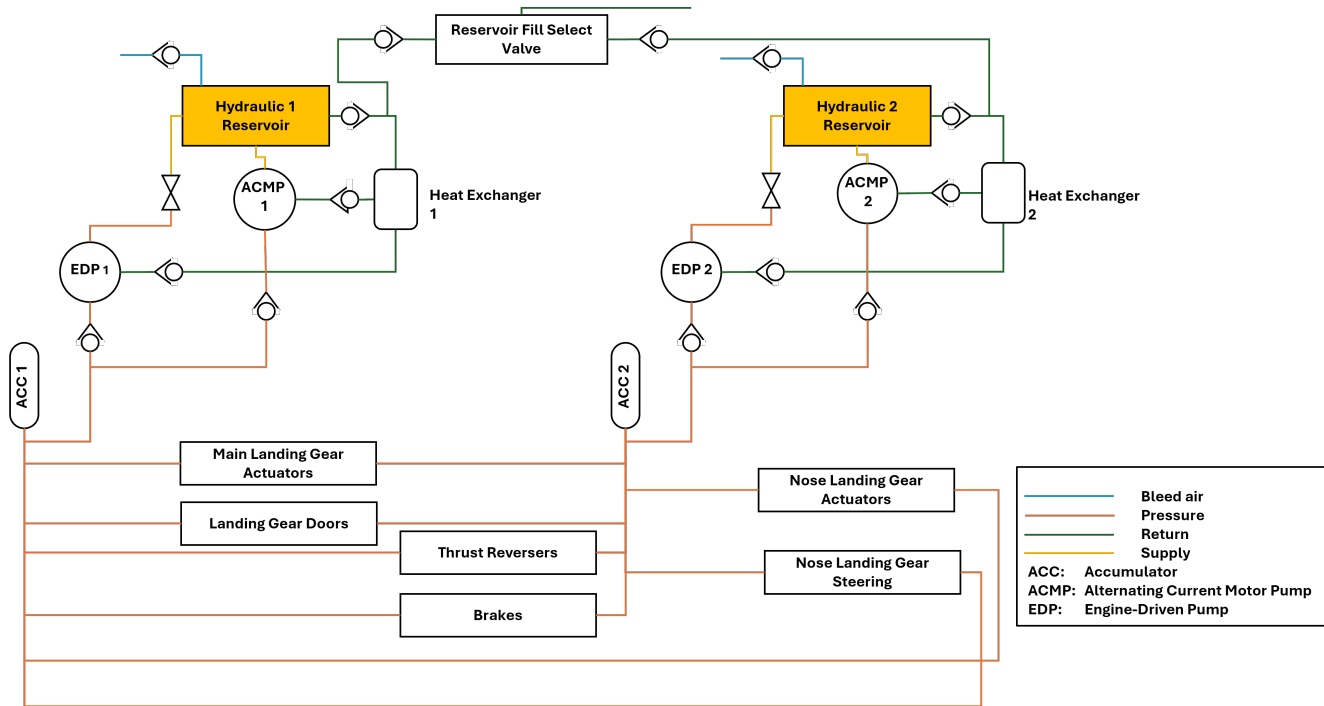 Reservoir Fill Select
Valve
Hydraulic 1
Reservoir
Hydraulic 2
Reservoir
ACMP
1
Heat Exchanger
1
ACMP
2
Heat Exchanger
2
EDP 1
EDP 2
ACC 1
ACC 2
Main Landing Gear
Actuators
Landing Gear Doors
Thrust Reversers
Brakes
Nose Landing Gear
Actuators
Nose Landing Gear
Steering
Bleed air
Pressure
Return
Supply
ACC: Accumulator
ACMP: Alternating Current Motor Pump
EDP: Engine-Driven Pump